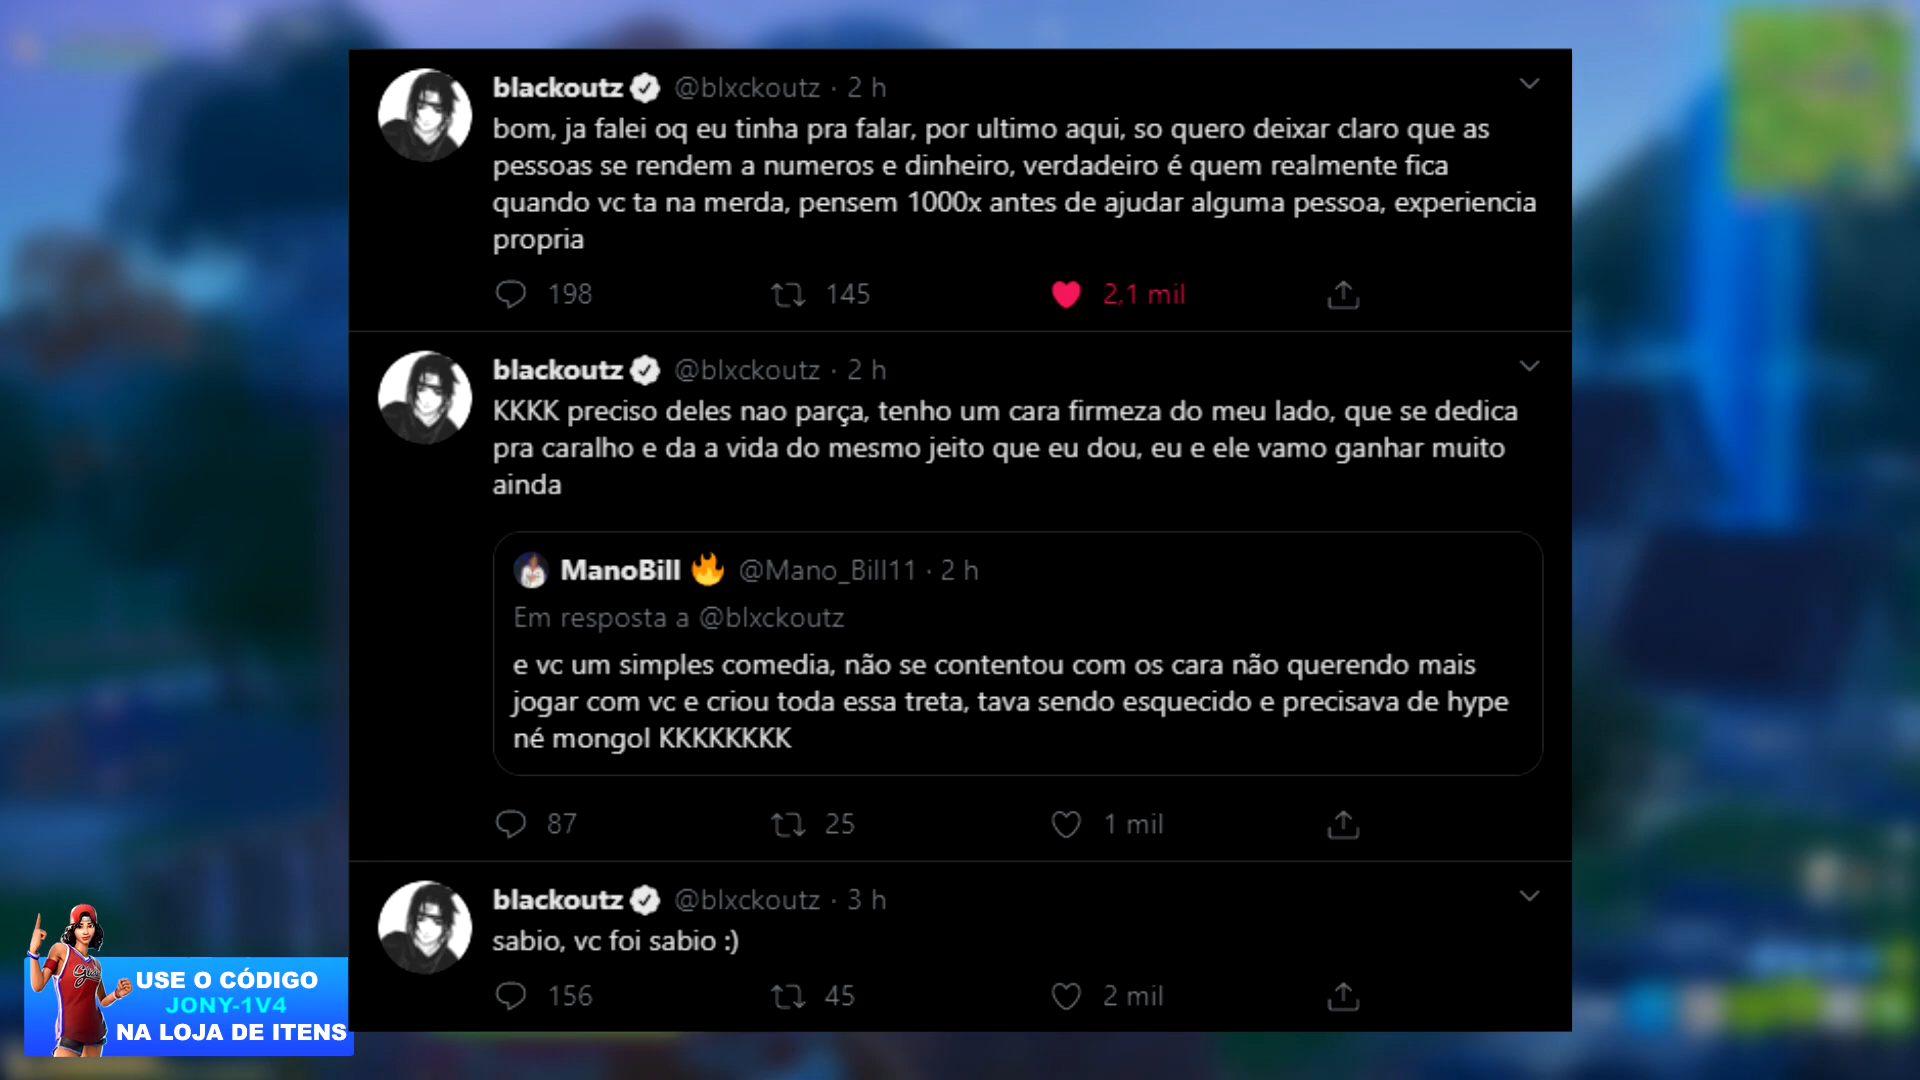 blackoutz @blxckoutz · 2 h
bom, ja falei oq eu tinha pra falar, por ultimo aqui, so quero deixar claro que as
pessoas se rendem a numeros e dinheiro, verdadeiro é quem realmente fica
quando vc ta na merda, pensem 1000x antes de ajudar alguma pessoa, experiencia
propria
198 145 2,1 mil
blackoutz @blxckoutz · 2 h
KKKK preciso deles nao parça, tenho um cara firmeza do meu lado, que se dedica
pra caralho e da a vida do mesmo jeito que eu dou, eu e ele vamo ganhar muito
ainda
ManoBill 🔥 @Mano_Bill11 · 2 h
Em resposta a @blxckoutz
e vc um simples comedia, não se contentou com os cara não querendo mais
jogar com vc e criou toda essa treta, tava sendo esquecido e precisava de hype
né mongol KKKKKKKK
87 25 1 mil
blackoutz @blxckoutz · 3 h
sabio, vc foi sabio :)
156 45 2 mil
USE O CÓDIGO
JONY-1V4
NA LOJA DE ITENS